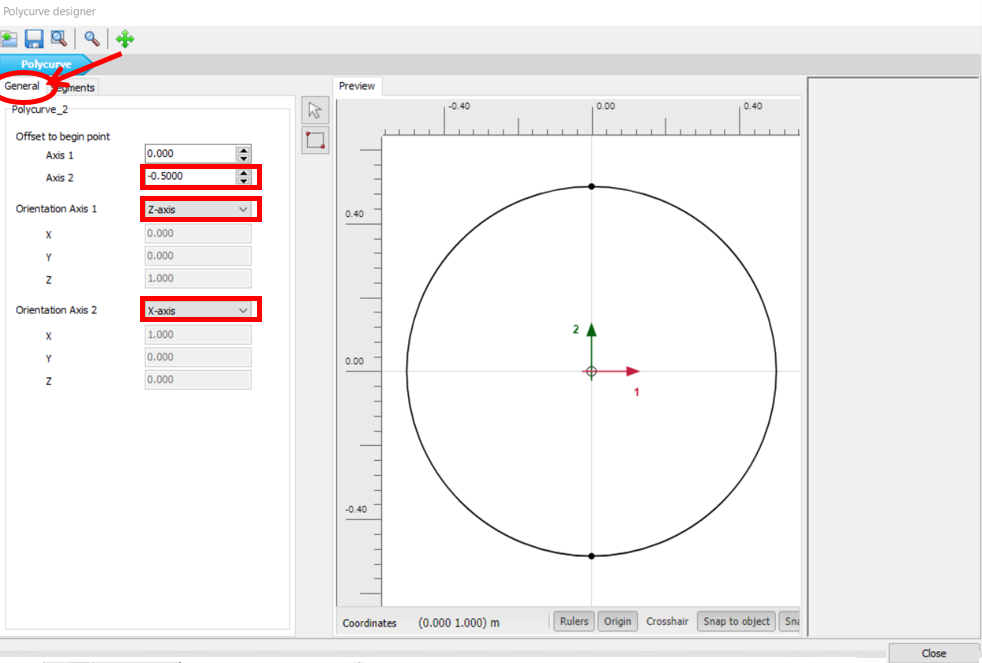 Polycurve designer
Polycurve
General
Segments
Preview
Polycurve_2
Offset to begin point
Axis 1
0.000
Axis 2
-0.5000
Orientation Axis 1
Z-axis
X
0.000
Y
0.000
Z
1.000
Orientation Axis 2
X-axis
X
1.000
Y
0.000
Z
0.000
-0.40
0.00
0.40
0.40
0.00
-0.40
2
1
Coordinates
(0.000 1.000) m
Rulers
Origin
Crosshair
Snap to object
Sna
Close